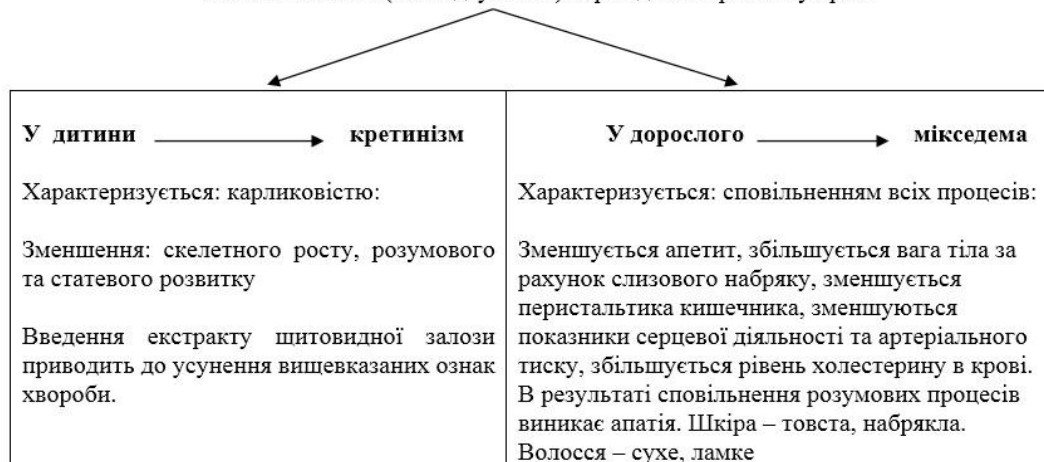 У дитини кретинізм
Характеризується: карликовістю:
Зменшення: скелетного росту, розумового
та статевого розвитку
Введення екстракту щитовидної залози
приводить до усунення вищевказаних ознак
хвороби.
У дорослого мікседема
Характеризується: сповільненням всіх процесів:
Зменшується апетит, збільшується вага тіла за
рахунок слизового набряку, зменшується
перистальтика кишечника, зменшуються
показники серцевої діяльності та артеріального
тиску, збільшується рівень холестерину в крові.
В результаті сповільнення розумових процесів
виникає апатія. Шкіра – товста, набрякла.
Волосся – сухе, ламке